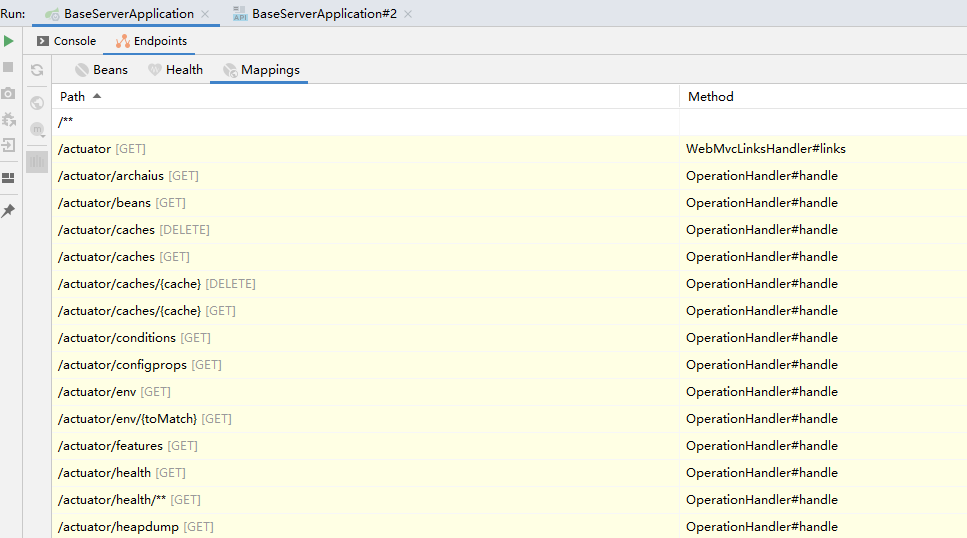 Run: BaseServerApplication BaseServerApplication#2
Console Endpoints
Beans Health Mappings
Path Method
/**
/actuator [GET] WebMvcLinksHandler#links
/actuator/archaius [GET] OperationHandler#handle
/actuator/beans [GET] OperationHandler#handle
/actuator/caches [DELETE] OperationHandler#handle
/actuator/caches [GET] OperationHandler#handle
/actuator/caches/{cache} [DELETE] OperationHandler#handle
/actuator/caches/{cache} [GET] OperationHandler#handle
/actuator/conditions [GET] OperationHandler#handle
/actuator/configprops [GET] OperationHandler#handle
/actuator/env [GET] OperationHandler#handle
/actuator/env/{toMatch} [GET] OperationHandler#handle
/actuator/features [GET] OperationHandler#handle
/actuator/health [GET] OperationHandler#handle
/actuator/health/** [GET] OperationHandler#handle
/actuator/heapdump [GET] OperationHandler#handle